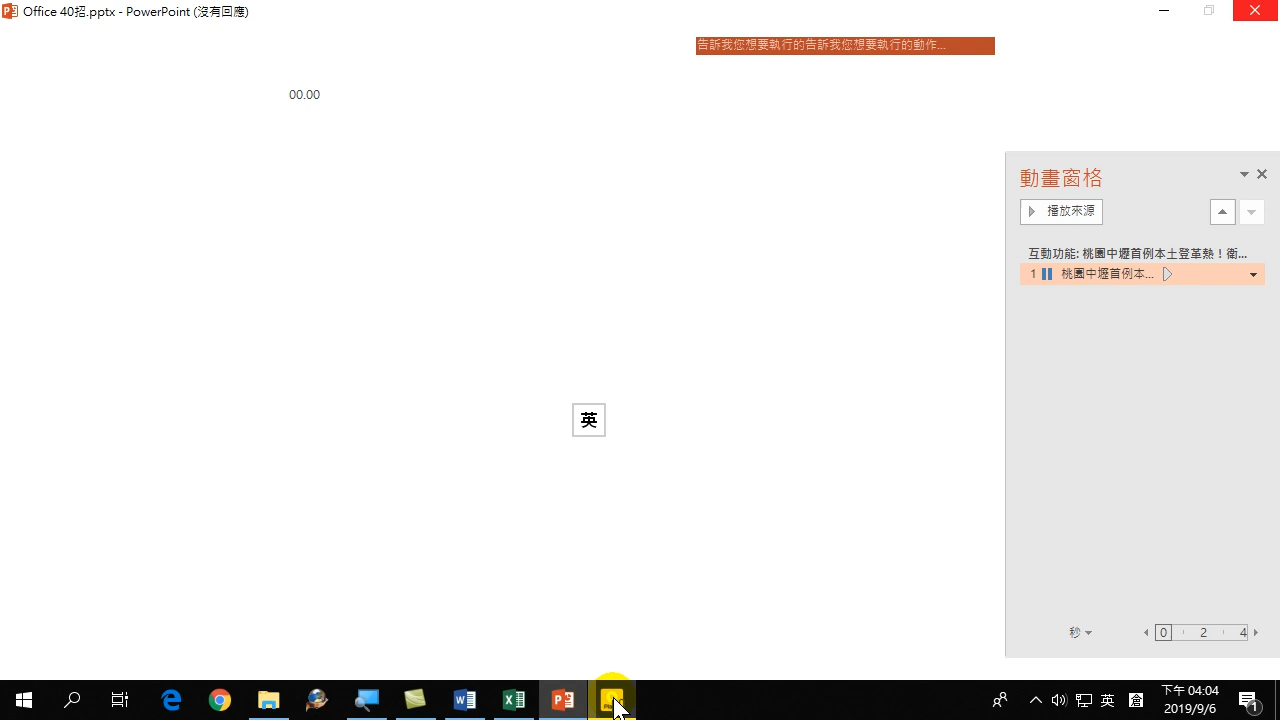 Office 40招.pptx - PowerPoint (沒有回應)
告訴我您想要執行的告訴我您想要執行的動作...
00.00
動畫窗格
播放來源
互動功能: 桃園中壢首例本土登革熱！衛...
1 桃園中壢首例本...
英
秒
0 2 4
英 倉
下午 04:04
2019/9/6
1